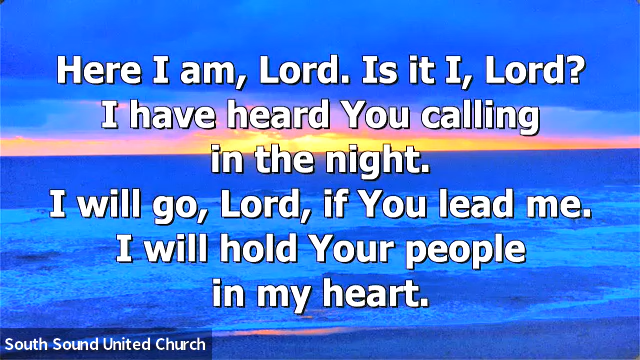 Here I am, Lord. Is it I, Lord?
I have heard You calling
in the night.
I will go, Lord, if You lead me.
I will hold Your people
in my heart.
South Sound United Church